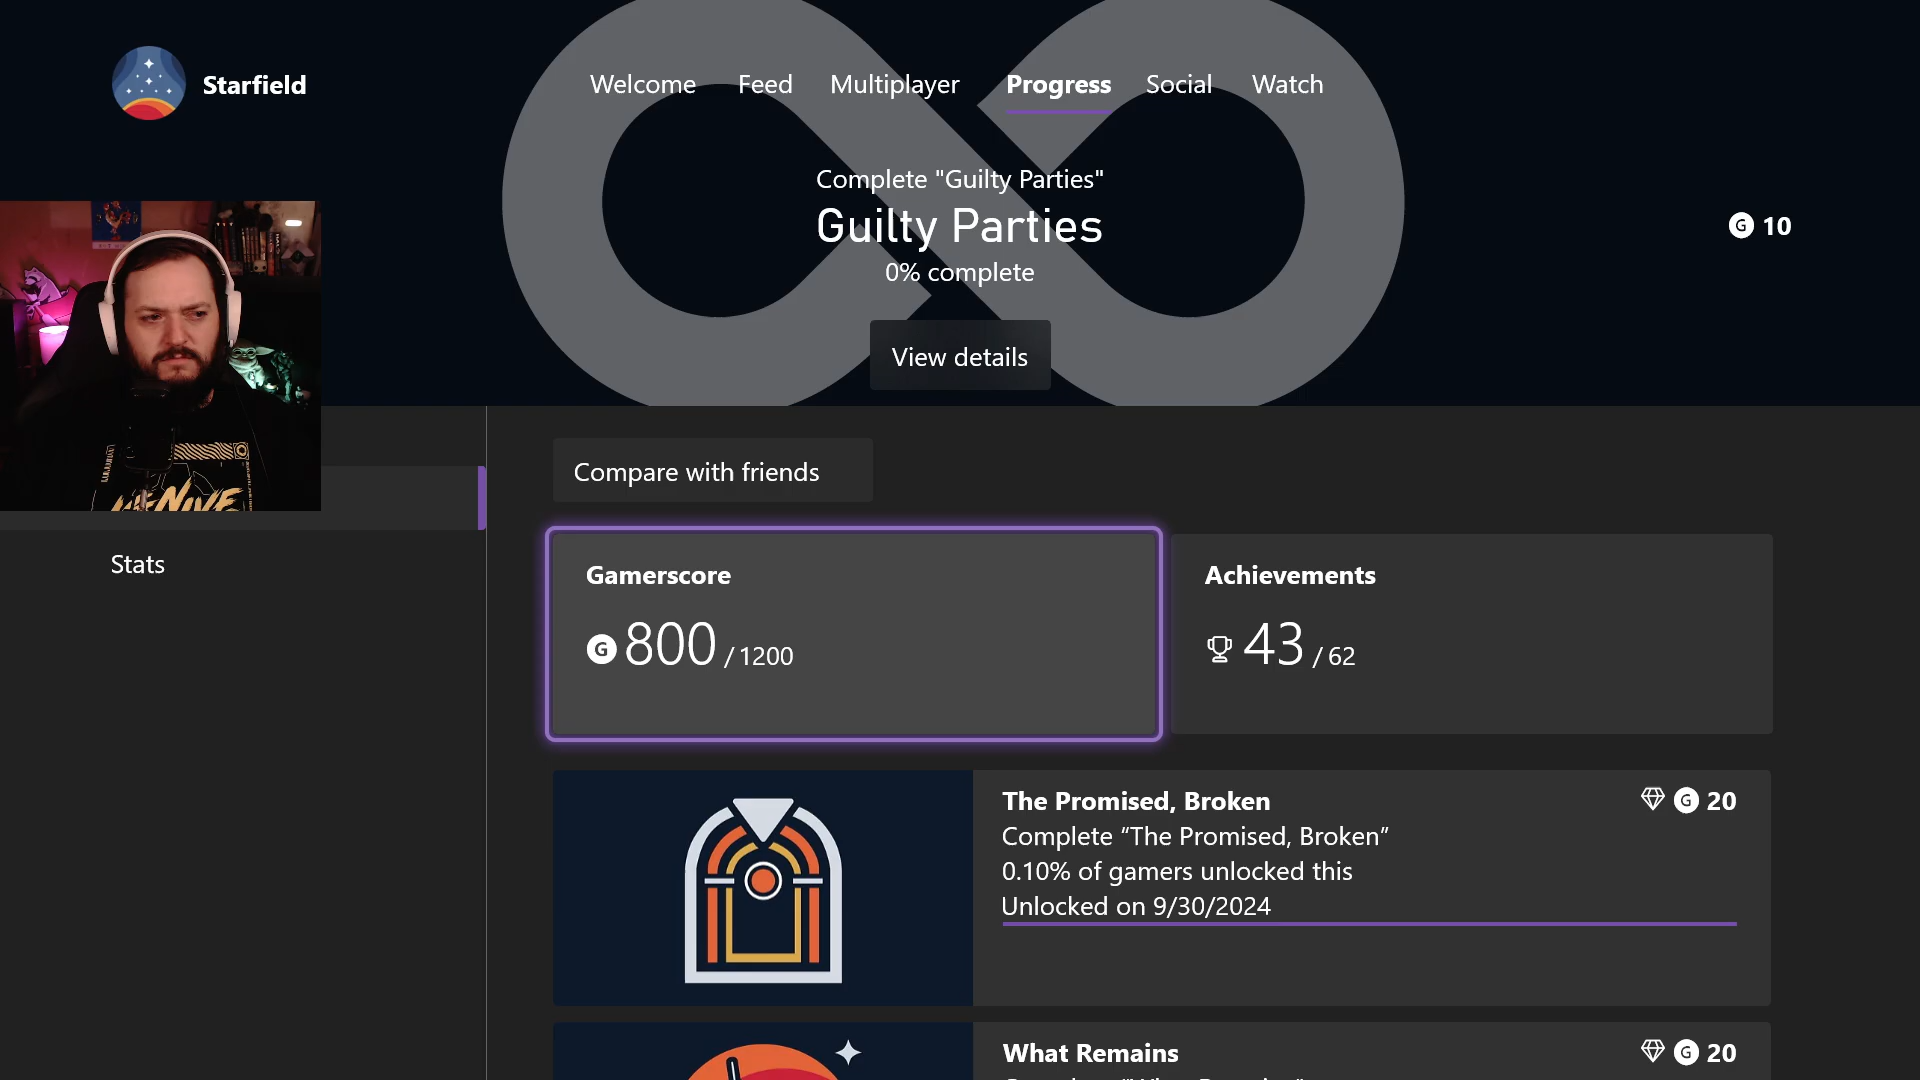 Starfield
Welcome
Feed
Multiplayer
Progress
Social
Watch
Complete "Guilty Parties"
Guilty Parties
0% complete
G 10
View details
Compare with friends
Stats
Gamerscore
G 800 / 1200
Achievements
43 / 62
The Promised, Broken
G 20
Complete “The Promised, Broken”
0.10% of gamers unlocked this
Unlocked on 9/30/2024
What Remains
G 20